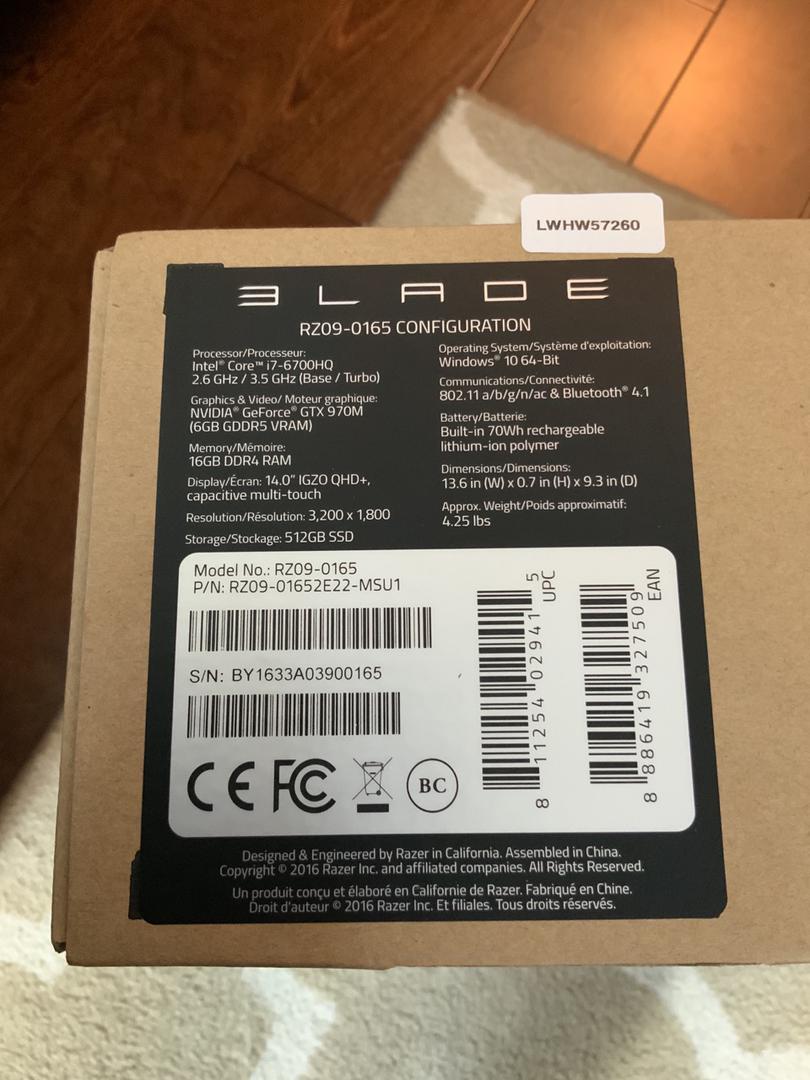 LWHW57260
BLADE
RZ09-0165 CONFIGURATION
Processor/Processeur:
Intel® Core™ i7-6700HQ
2.6 GHz / 3.5 GHz (Base / Turbo)
Graphics & Video/ Moteur graphique:
NVIDIA® GeForce® GTX 970M
(6GB GDDR5 VRAM)
Memory/Mémoire:
16GB DDR4 RAM
Display/Écran: 14.0" IGZO QHD+,
capacitive multi-touch
Resolution/Résolution: 3,200 x 1,800
Storage/Stockage: 512GB SSD
Operating System/Système d'exploitation:
Windows® 10 64-Bit
Communications/Connectivité:
802.11 a/b/g/n/ac & Bluetooth® 4.1
Battery/Batterie:
Built-in 70Wh rechargeable
lithium-ion polymer
Dimensions/Dimensions:
13.6 in (W) x 0.7 in (H) x 9.3 in (D)
Approx. Weight/Poids approximatif:
4.25 lbs
Model No.: RZ09-0165
P/N: RZ09-01652E22-MSU1
S/N: BY1633A03900165
CE FC BC
8 11254 02941 5
UPC
8 886419 327509
EAN
Designed & Engineered by Razer in California. Assembled in China.
Copyright © 2016 Razer Inc. and affiliated companies. All Rights Reserved.
Un produit conçu et élaboré en Californie de Razer. Fabriqué en Chine.
Droit d'auteur © 2016 Razer Inc. Et filiales. Tous droits réservés.